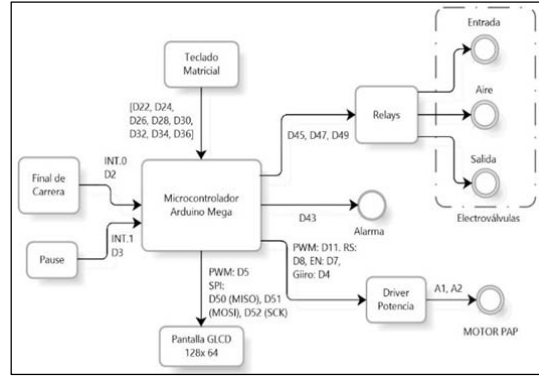 Entrada
Teclado
Matricial
[D22, D24,
D26, D28, D30,
D32, D34, D36]
Relays
Aire
D45, D47, D49
Final de
Carrera
INT.0
D2
Microcontrolador
Arduino Mega
Salida
Electroválvulas
D43
Alarma
Pause
INT.1
D3
PWM: D5
SPI:
D50 (MISO), D51
(MOSI), D52 (SCK)
PWM: D11. RS:
D8, EN: D7,
Giiro: D4
Driver
Potencia
A1, A2
MOTOR PAP
Pantalla GLCD
128x 64